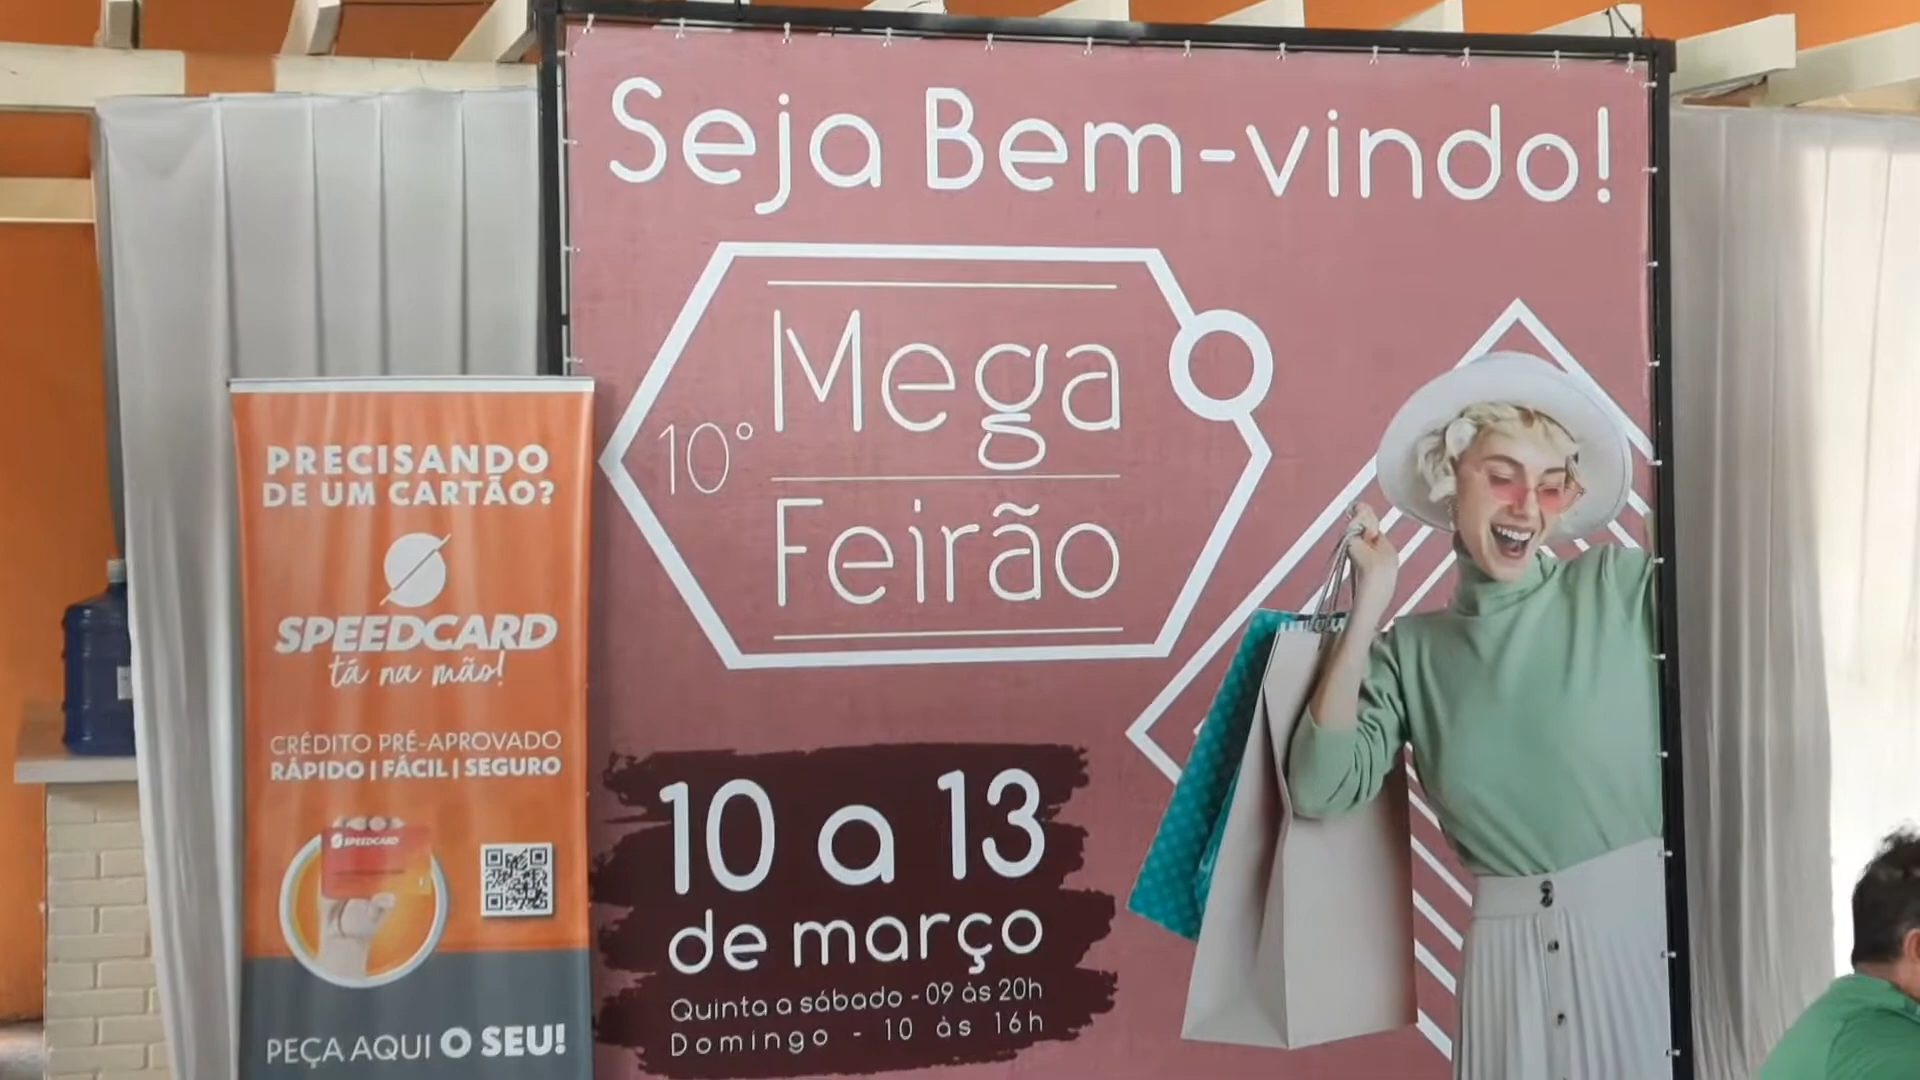 Seja Bem-vindo!
10º
Mega
Feirão
10 a 13
de março
Quinta a sábado - 09 às 20h
Domingo - 10 às 16h
PRECISANDO
DE UM CARTÃO?
SPEEDCARD
tá na mão!
CRÉDITO PRÉ-APROVADO
RÁPIDO | FÁCIL | SEGURO
SPEEDCARD
PEÇA AQUI O SEU!